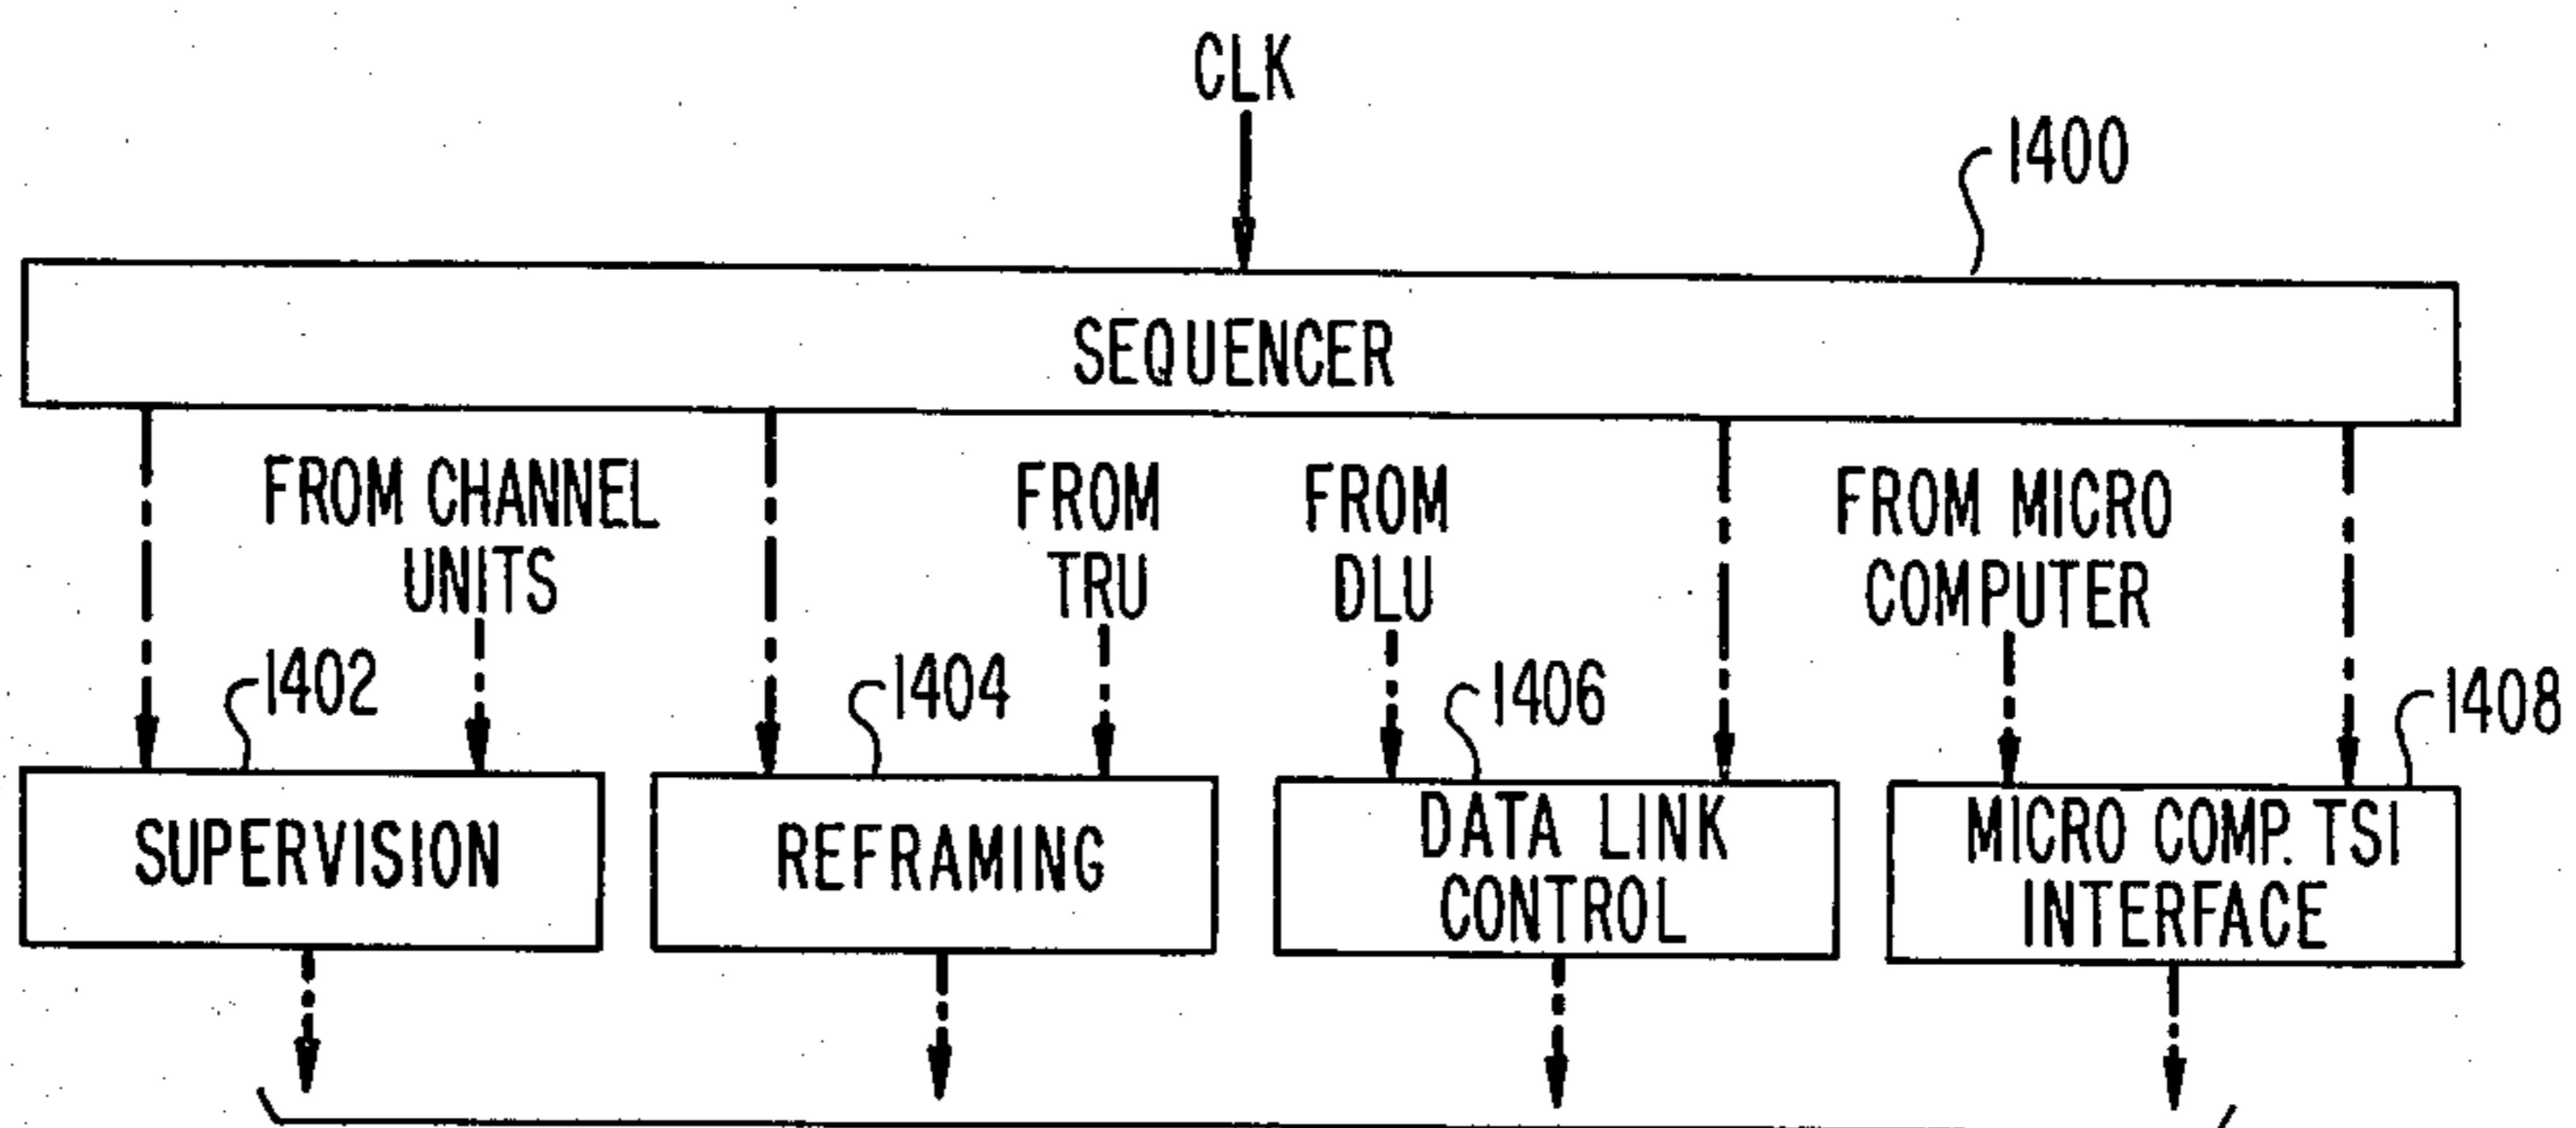 CLK
1400
SEQUENCER
FROM CHANNEL
UNITS
FROM
TRU
FROM
DLU
FROM MICRO
COMPUTER
1402
1404
1406
1408
SUPERVISION
REFRAMING
DATA LINK
CONTROL
MICRO COMP. TSI
INTERFACE